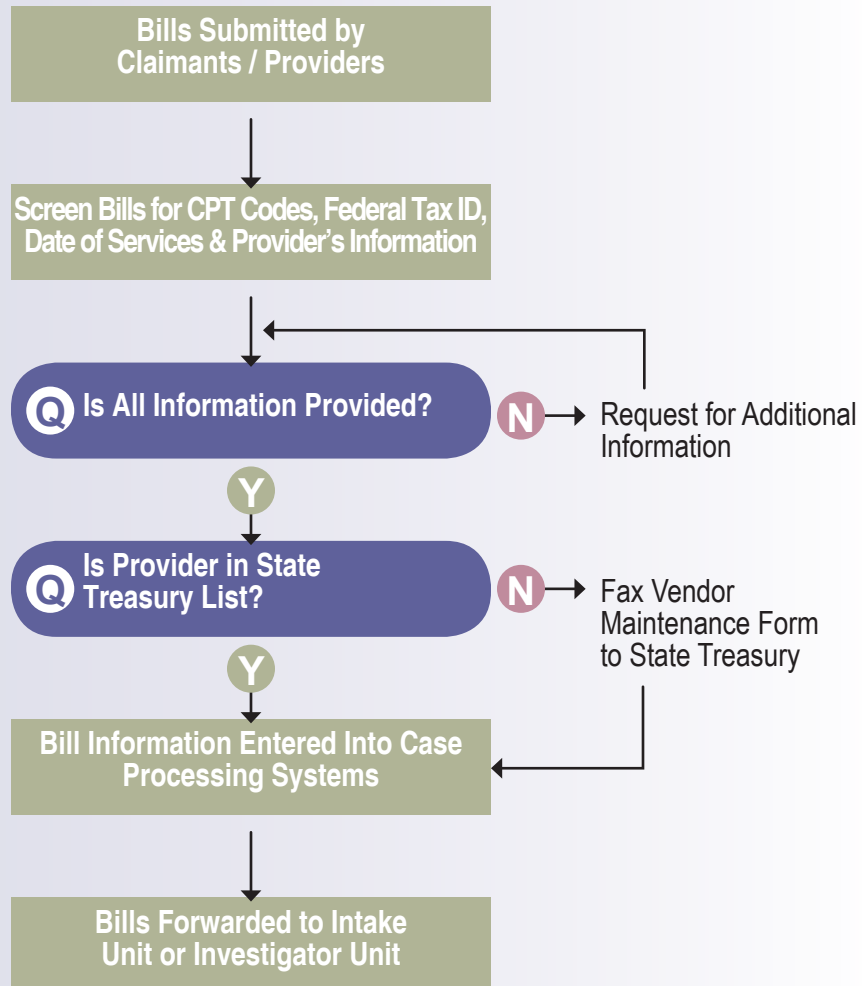 Bills Submitted by
Claimants / Providers
Screen Bills for CPT Codes, Federal Tax ID,
Date of Services & Provider's Information
Q Is All Information Provided?
N
Request for Additional
Information
Y
Q Is Provider in State
Treasury List?
N
Fax Vendor
Maintenance Form
to State Treasury
Y
Bill Information Entered Into Case
Processing Systems
Bills Forwarded to Intake
Unit or Investigator Unit